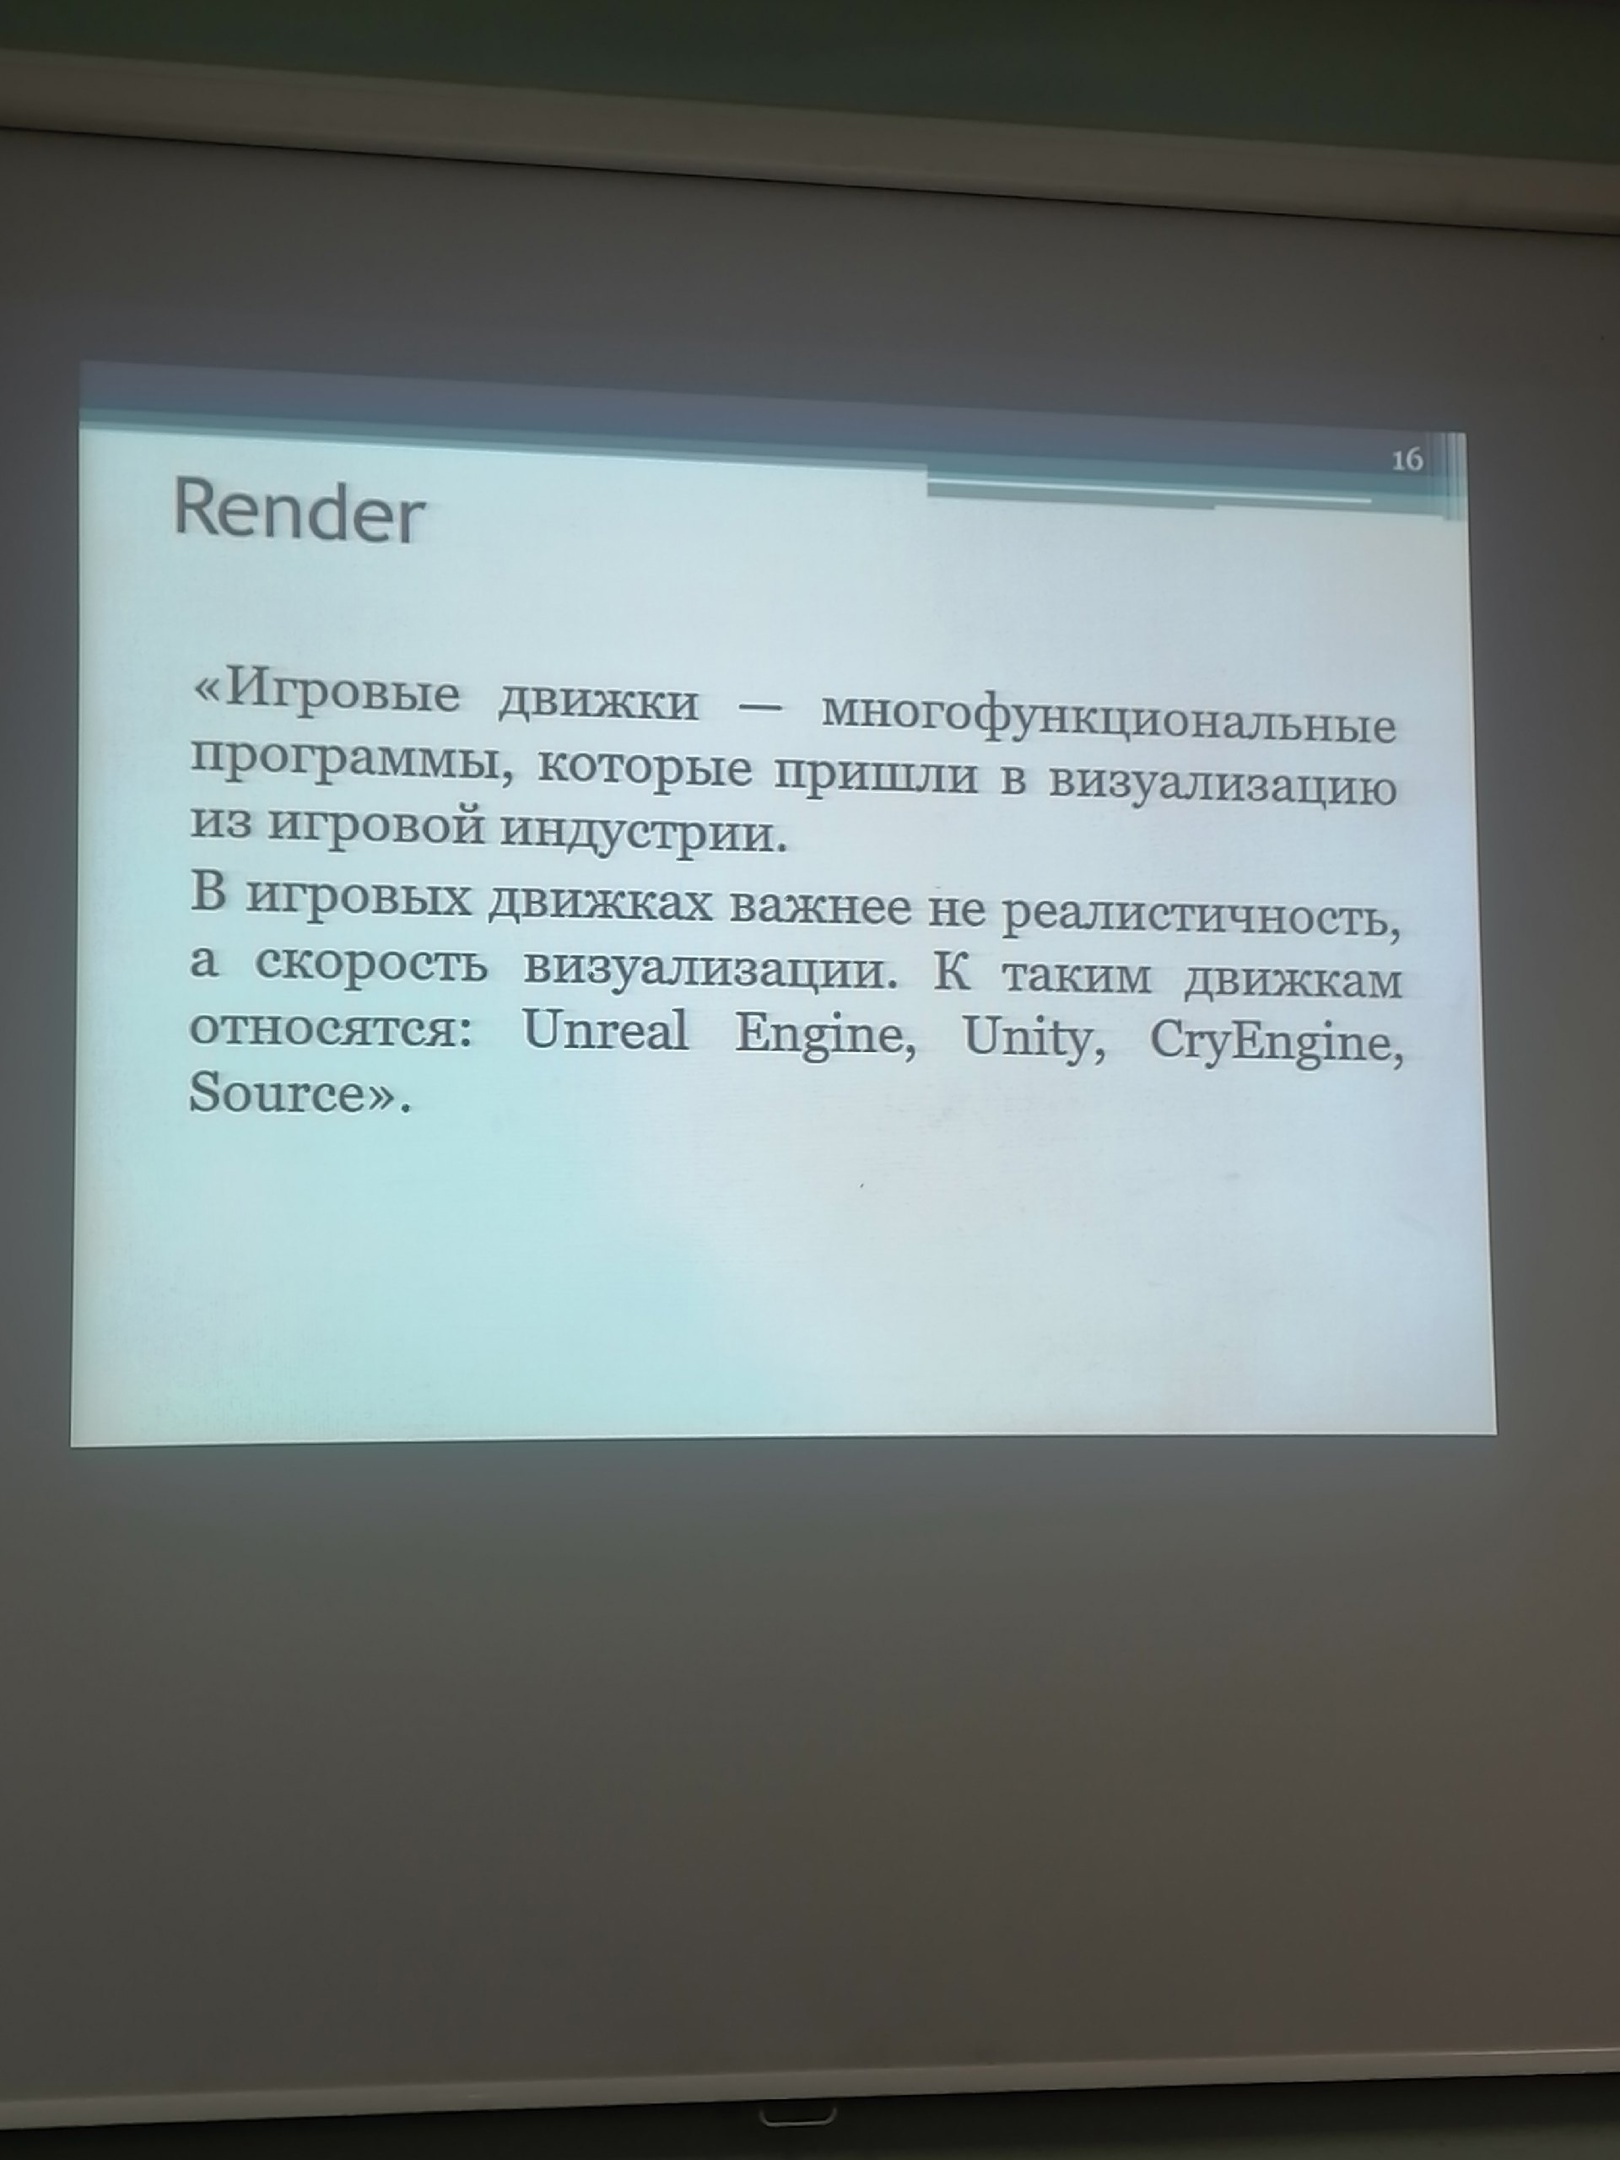 16
Render
«Игровые движки — многофункциональные
программы, которые пришли в визуализацию
из игровой индустрии.
В игровых движках важнее не реалистичность,
а скорость визуализации. К таким движкам
относятся: Unreal Engine, Unity, CryEngine,
Source».